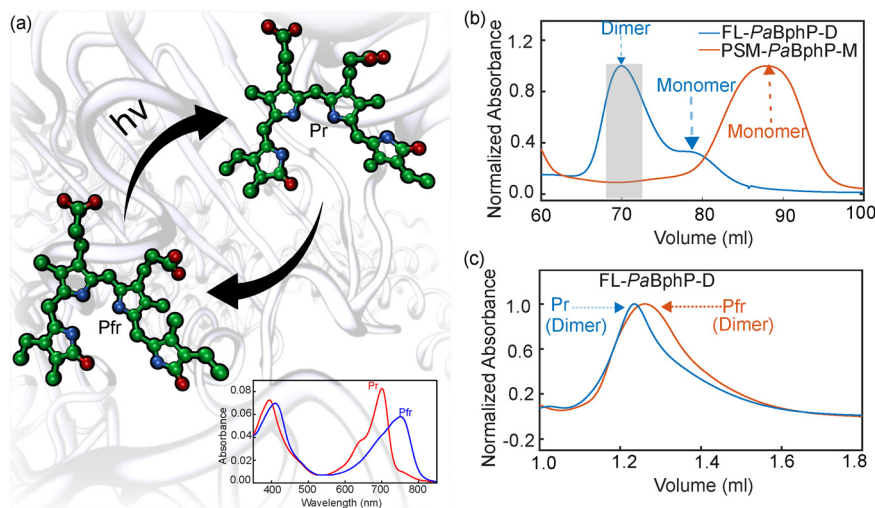 (a)
hv
Pr
Pfr
Pr
Pfr
0.08
0.06
0.04
0.02
0.00
Absorbance
400 500 600 700 800
Wavelength (nm)
(b)
FL-PaBphP-D
PSM-PaBphP-M
Dimer
Monomer
Monomer
Normalized Absorbance
1.2
0.8
0.4
0.0
60 70 80 90 100
Volume (ml)
(c)
FL-PaBphP-D
Pr
(Dimer)
Pfr
(Dimer)
Normalized Absorbance
1.0
0.6
0.2
-0.2
1.0 1.2 1.4 1.6 1.8
Volume (ml)